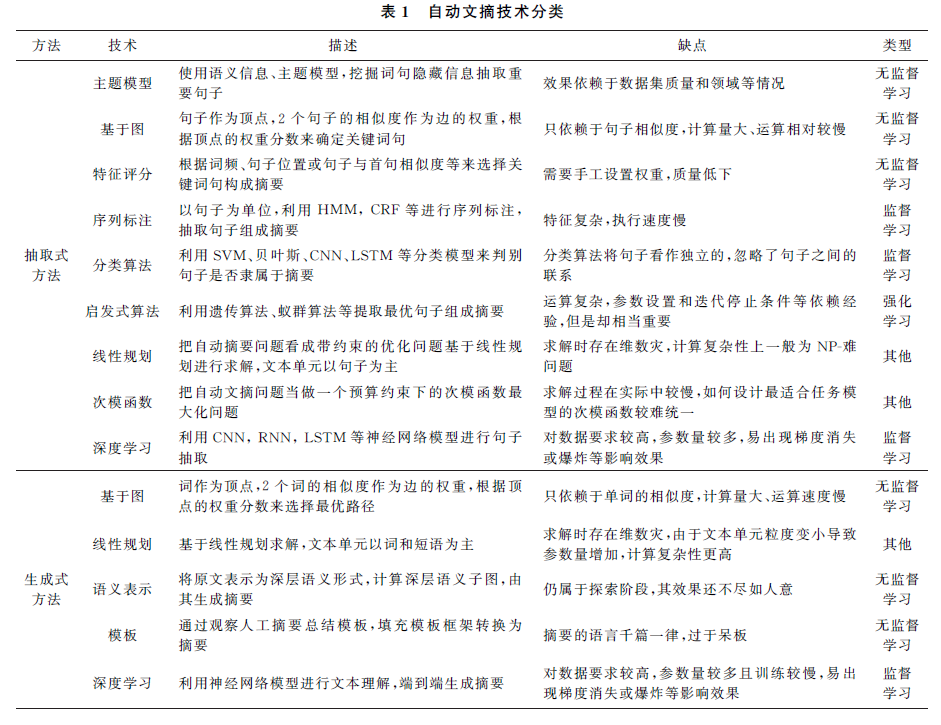 表 1 自动文摘技术分类
方法 技术 描述 缺点 类型
主题模型 使用语义信息、主题模型,挖掘词句隐藏信息抽取重要句子 效果依赖于数据集质量和领域等情况 无监督学习
基于图 句子作为顶点,2 个句子的相似度作为边的权重,根据顶点的权重分数来确定关键词句 只依赖于句子相似度,计算量大、运算相对较慢 无监督学习
特征评分 根据词频、句子位置或句子与首句相似度等来选择关键词句构成摘要 需要手工设置权重,质量低下 无监督学习
序列标注 以句子为单位,利用 HMM, CRF 等进行序列标注,抽取句子组成摘要 特征复杂,执行速度慢 监督学习
抽取式方法 分类算法 利用 SVM、贝叶斯、CNN、LSTM 等分类模型来判别句子是否隶属于摘要 分类算法将句子看作独立的,忽略了句子之间的联系 监督学习
启发式算法 利用遗传算法、蚁群算法等提取最优句子组成摘要 运算复杂,参数设置和迭代停止条件等依赖经验,但是却相当重要 强化学习
线性规划 把自动摘要问题看成带约束的优化问题基于线性规划进行求解,文本单元以句子为主 求解时存在维数灾,计算复杂性上一般为 NP-难问题 其他
次模函数 把自动文摘问题当做一个预算约束下的次模函数最大化问题 求解过程在实际中较慢,如何设计最适合任务模型的次模函数较难统一 其他
深度学习 利用 CNN, RNN, LSTM 等神经网络模型进行句子抽取 对数据要求较高,参数量较多,易出现梯度消失或爆炸等影响效果 监督学习
基于图 词作为顶点,2 个词的相似度作为边的权重,根据顶点的权重分数来选择最优路径 只依赖于单词的相似度,计算量大、运算速度慢 无监督学习
线性规划 基于线性规划求解,文本单元以词和短语为主 求解时存在维数灾,由于文本单元粒度变小导致参数量增加,计算复杂性更高 其他
生成式方法 语义表示 将原文表示为深层语义形式,计算深层语义子图,由其生成摘要 仍属于探索阶段,其效果还不尽如人意 无监督学习
模板 通过观察人工摘要总结模板,填充模板框架转换为摘要 摘要的语言千篇一律,过于呆板 无监督学习
深度学习 利用神经网络模型进行文本理解,端到端生成摘要 对数据要求较高,参数量较多且训练较慢,易出现梯度消失或爆炸等影响效果 监督学习